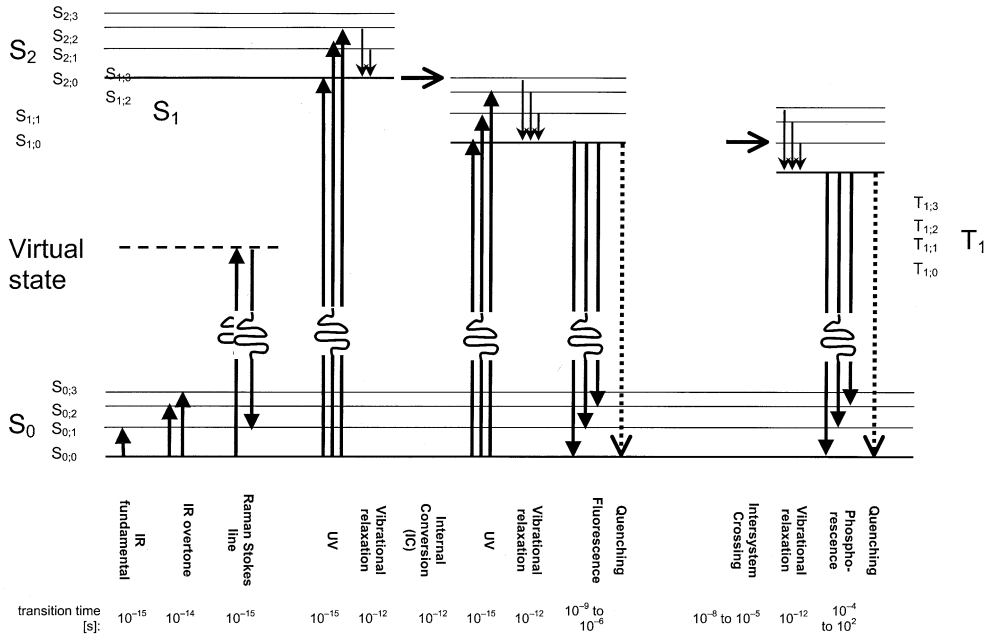 S2;3
S2;2
S2
S2;1
S2;0
S1;3
S1;2
S1
S1;1
S1;0
T1;3
T1;2
T1;1
T1
T1;0
Virtual
state
S0;3
S0;2
S0
S0;1
S0;0
IR
fundamental
IR overtone
Raman Stokes
line
UV
Vibrational
relaxation
Internal
Conversion
(IC)
UV
Vibrational
relaxation
Fluorescence
Quenching
Intersystem
Crossing
Vibrational
relaxation
Phospho-
rescence
Quenching
transition time
[s]:
10⁻¹⁵ 10⁻¹⁴ 10⁻¹⁵ 10⁻¹⁵ 10⁻¹² 10⁻¹² 10⁻¹⁵ 10⁻¹² 10⁻⁹ to
10⁻⁶
10⁻⁸ to 10⁻⁵ 10⁻¹² 10⁻⁴
to 10²